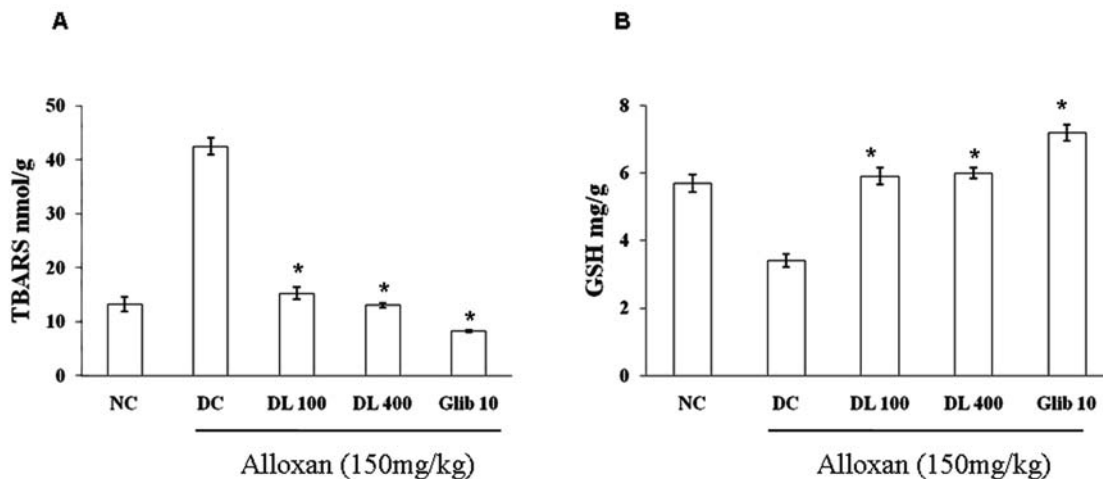 A
TBARS nmol/g
50
40
30
20
10
0
*
*
*
NC DC DL 100 DL 400 Glib 10
Alloxan (150mg/kg)
B
GSH mg/g
8
6
4
2
0
*
*
*
NC DC DL 100 DL 400 Glib 10
Alloxan (150mg/kg)